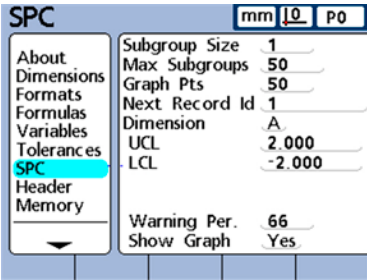 SPC
mm |0 P0
About
Dimensions
Formats
Formulas
Variables
Tolerances
SPC
Header
Memory
Subgroup Size 1
Max Subgroups 50
Graph Pts 50
Next Record Id 1
Dimension A
UCL 2.000
LCL -2.000
Warning Per. 66
Show Graph Yes